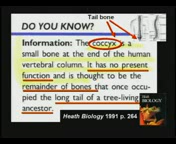 Tail bone
DO YOU KNOW?
Information: The coccyx is a
small bone at the end of the human
vertebral column. It has no present
function and is thought to be the
remainder of bones that once occu-
pied the long tail of a tree-living
ancestor.
Heath Biology 1991 p. 264
HEATH
BIOLOGY